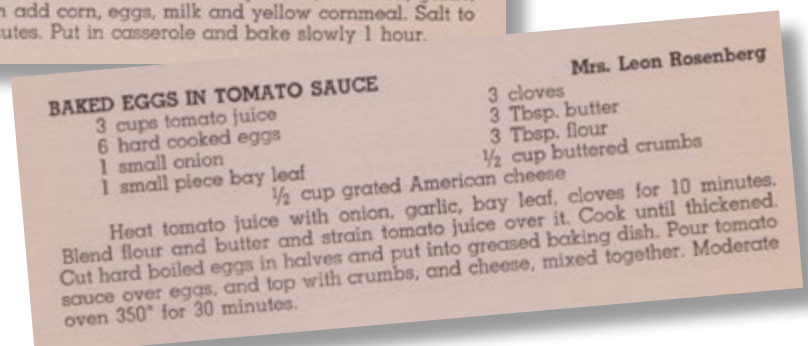 add corn, eggs, milk and yellow cornmeal. Salt to
utes. Put in casserole and bake slowly 1 hour.
Mrs. Leon Rosenberg
BAKED EGGS IN TOMATO SAUCE
3 cups tomato juice
6 hard cooked eggs
1 small onion
1 small piece bay leaf
3 cloves
3 Tbsp. butter
3 Tbsp. flour
½ cup buttered crumbs
½ cup grated American cheese
Heat tomato juice with onion, garlic, bay leaf, cloves for 10 minutes.
Blend flour and butter and strain tomato juice over it. Cook until thickened.
Cut hard boiled eggs in halves and put into greased baking dish. Pour tomato
sauce over eggs, and top with crumbs, and cheese, mixed together. Moderate
oven 350° for 30 minutes.